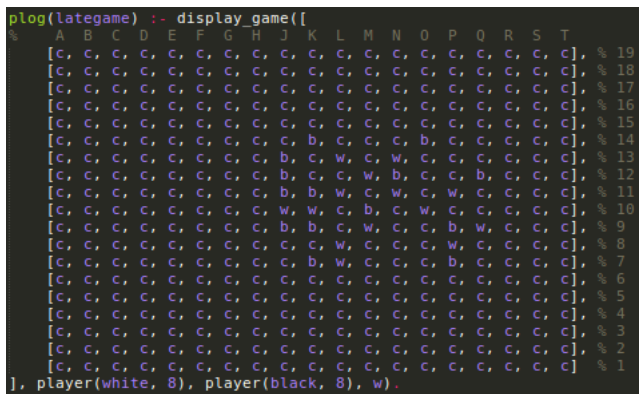 plog(lategame) :- display_game([
% A B C D E F G H J K L M N O P Q R S T
[c, c, c, c, c, c, c, c, c, c, c, c, c, c, c, c, c, c, c], % 19
[c, c, c, c, c, c, c, c, c, c, c, c, c, c, c, c, c, c, c], % 18
[c, c, c, c, c, c, c, c, c, c, c, c, c, c, c, c, c, c, c], % 17
[c, c, c, c, c, c, c, c, c, c, c, c, c, c, c, c, c, c, c], % 16
[c, c, c, c, c, c, c, c, c, c, c, c, c, c, c, c, c, c, c], % 15
[c, c, c, c, c, c, c, c, c, b, c, c, c, b, c, c, c, c, c], % 14
[c, c, c, c, c, c, c, c, b, c, w, c, w, c, c, c, c, c, c], % 13
[c, c, c, c, c, c, c, c, b, c, c, w, b, c, c, b, c, c, c], % 12
[c, c, c, c, c, c, c, c, b, b, w, c, w, c, w, c, c, c, c], % 11
[c, c, c, c, c, c, c, c, w, w, c, b, c, w, c, c, c, c, c], % 10
[c, c, c, c, c, c, c, c, b, b, c, w, c, c, b, w, c, c, c], % 9
[c, c, c, c, c, c, c, c, c, c, w, c, c, c, w, c, c, c, c], % 8
[c, c, c, c, c, c, c, c, c, b, w, c, c, c, b, c, c, c, c], % 7
[c, c, c, c, c, c, c, c, c, c, c, c, c, c, c, c, c, c, c], % 6
[c, c, c, c, c, c, c, c, c, c, c, c, c, c, c, c, c, c, c], % 5
[c, c, c, c, c, c, c, c, c, c, c, c, c, c, c, c, c, c, c], % 4
[c, c, c, c, c, c, c, c, c, c, c, c, c, c, c, c, c, c, c], % 3
[c, c, c, c, c, c, c, c, c, c, c, c, c, c, c, c, c, c, c], % 2
[c, c, c, c, c, c, c, c, c, c, c, c, c, c, c, c, c, c, c] % 1
], player(white, 8), player(black, 8), w).